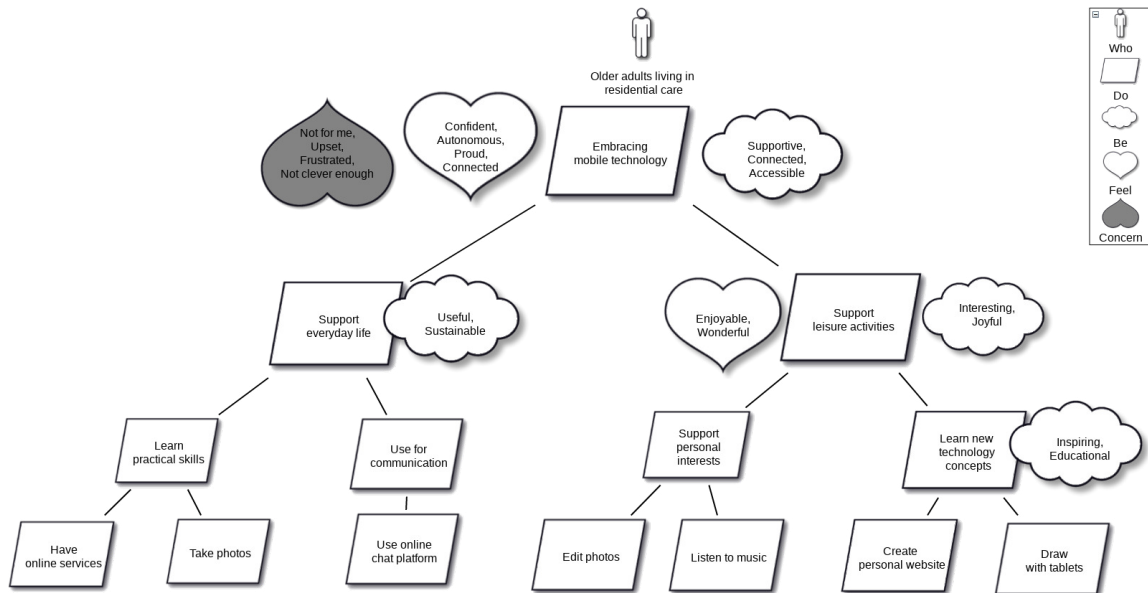 Older adults living in
residential care
Not for me,
Upset,
Frustrated,
Not clever enough
Confident,
Autonomous,
Proud,
Connected
Embracing
mobile technology
Supportive,
Connected,
Accessible
Who
Do
Be
Feel
Concern
Support
everyday life
Useful,
Sustainable
Enjoyable,
Wonderful
Support
leisure activities
Interesting,
Joyful
Learn
practical skills
Use for
communication
Support
personal
interests
Learn new
technology
concepts
Inspiring,
Educational
Have
online services
Take photos
Use online
chat platform
Edit photos
Listen to music
Create
personal website
Draw
with tablets